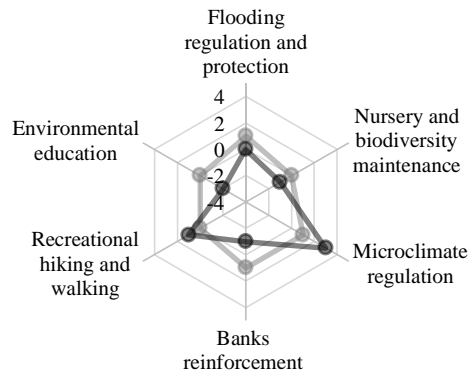 Flooding
regulation and
protection
4
2
0
-2
-4
Nursery and
biodiversity
maintenance
Microclimate
regulation
Banks
reinforcement
Recreational
hiking and
walking
Environmental
education